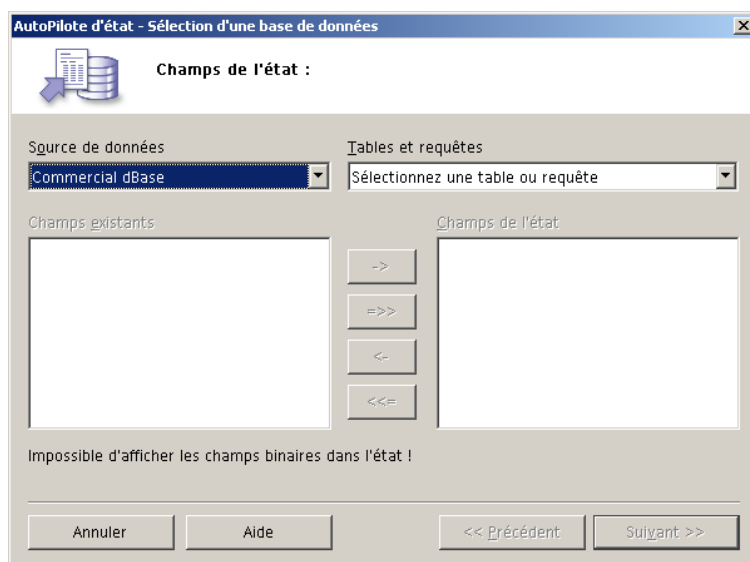 AutoPilote d'état - Sélection d'une base de données
Champs de l'état :
Source de données
Tables et requêtes
Commercial dBase
Sélectionnez une table ou requête
Champs existants
Champs de l'état
->
=>>
<-
<<=
Impossible d'afficher les champs binaires dans l'état !
Annuler
Aide
<< Précédent
Suivant >>